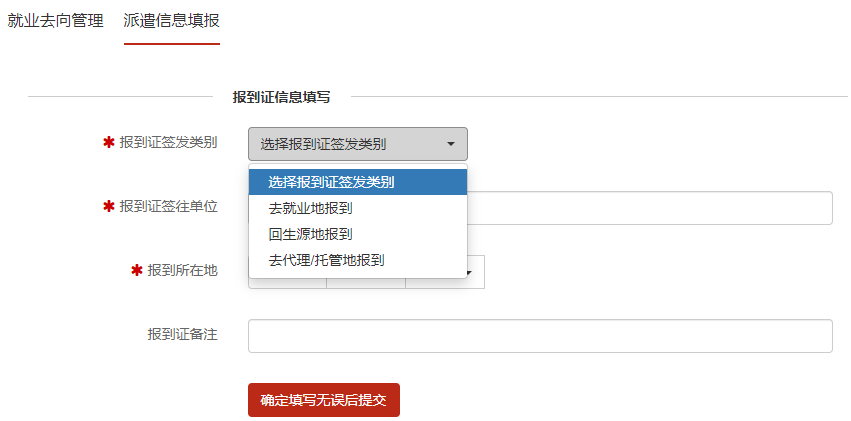 就业去向管理 派遣信息填报
报到证信息填写
✱ 报到证签发类别 选择报到证签发类别
选择报到证签发类别
去就业地报到
回生源地报到
去代理/托管地报到
✱ 报到证签往单位
✱ 报到所在地
报到证备注
确定填写无误后提交